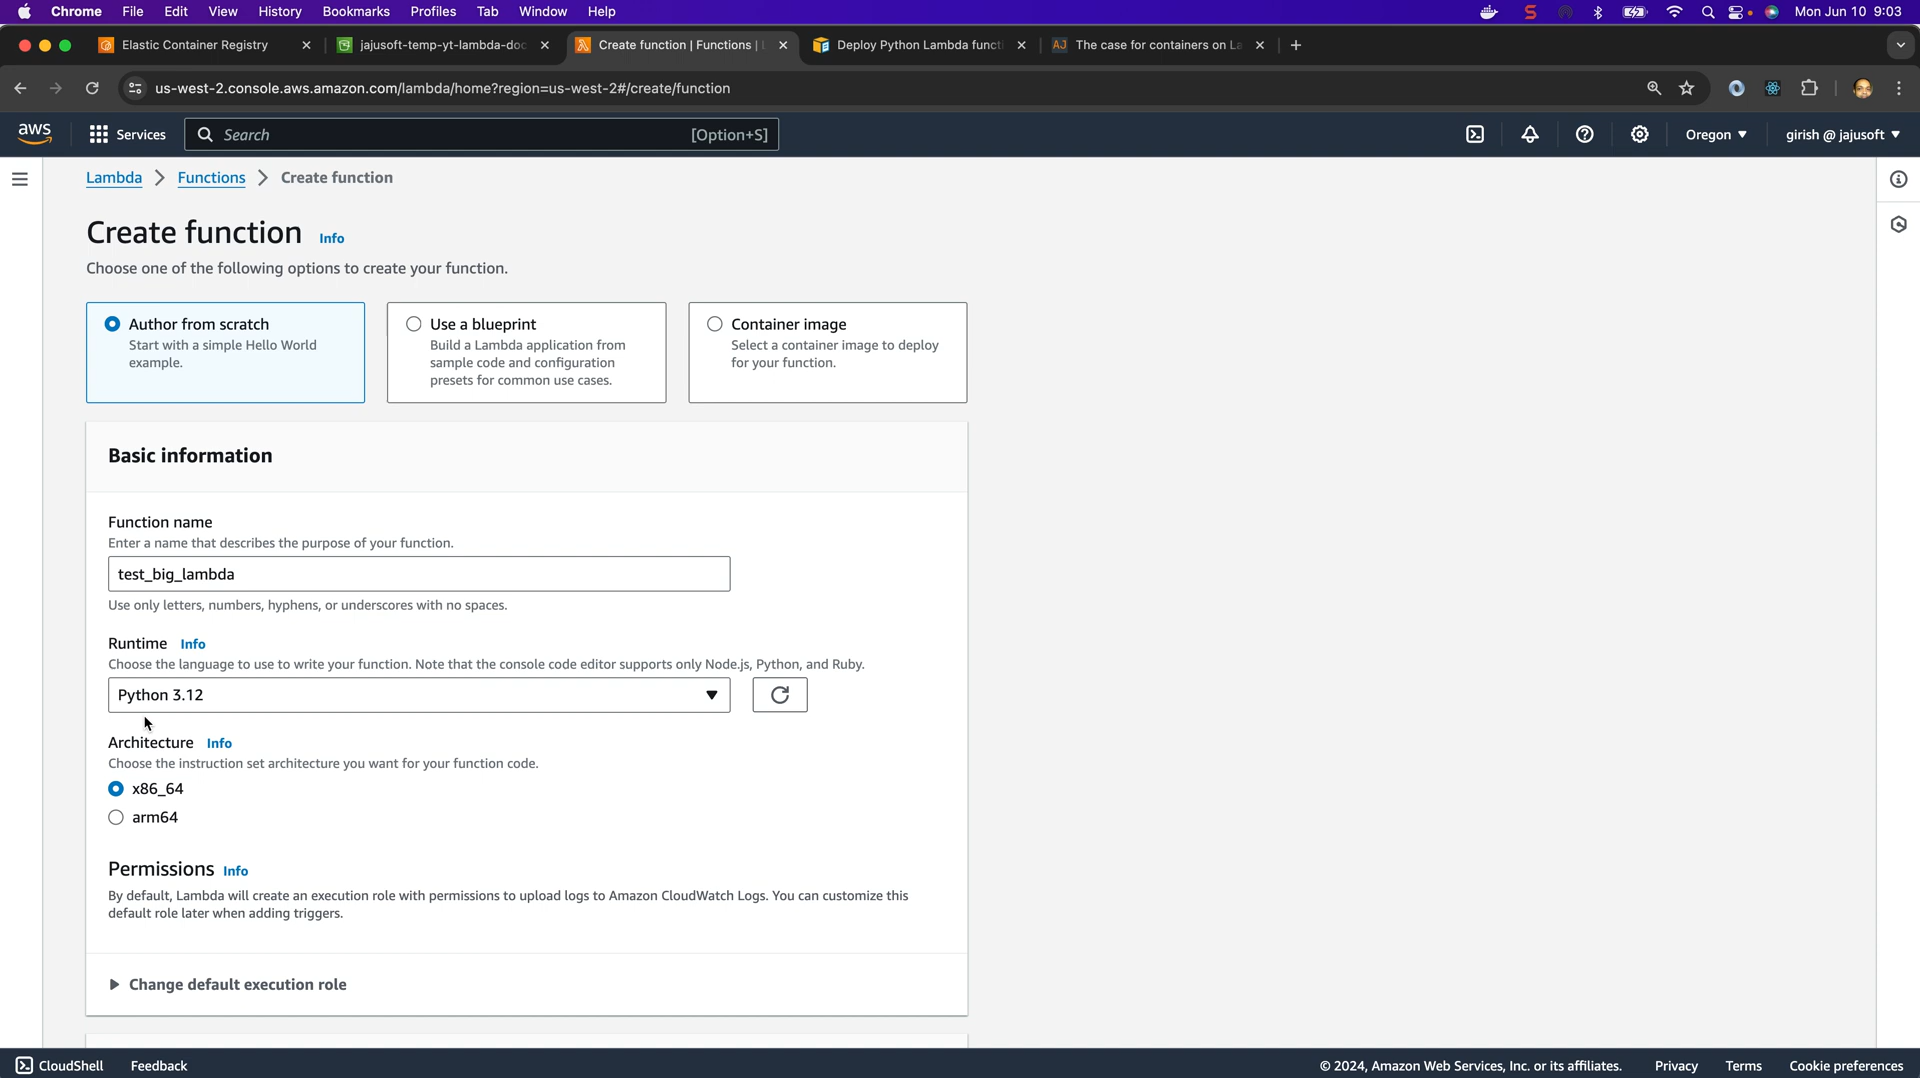 Chrome File Edit View History Bookmarks Profiles Tab Window Help Mon Jun 10 9:03
Elastic Container Registry jajusoft-temp-yt-lambda-doc Create function | Functions | Deploy Python Lambda functi AJ The case for containers on La
us-west-2.console.aws.amazon.com/lambda/home?region=us-west-2#/create/function
aws Services Search [Option+S] Oregon girish @ jajusoft
Lambda Functions Create function
Create function Info
Choose one of the following options to create your function.
Author from scratch
Start with a simple Hello World
example.
Use a blueprint
Build a Lambda application from
sample code and configuration
presets for common use cases.
Container image
Select a container image to deploy
for your function.
Basic information
Function name
Enter a name that describes the purpose of your function.
test_big_lambda
Use only letters, numbers, hyphens, or underscores with no spaces.
Runtime Info
Choose the language to use to write your function. Note that the console code editor supports only Node.js, Python, and Ruby.
Python 3.12
Architecture Info
Choose the instruction set architecture you want for your function code.
x86_64
arm64
Permissions Info
By default, Lambda will create an execution role with permissions to upload logs to Amazon CloudWatch Logs. You can customize this
default role later when adding triggers.
Change default execution role
CloudShell Feedback © 2024, Amazon Web Services, Inc. or its affiliates. Privacy Terms Cookie preferences